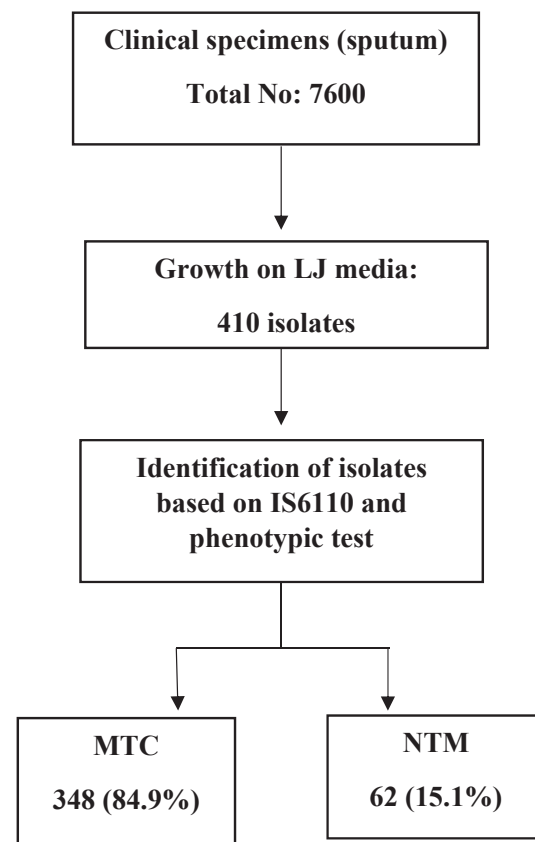 Clinical specimens (sputum)
Total No: 7600
Growth on LJ media:
410 isolates
Identification of isolates
based on IS6110 and
phenotypic test
MTC
348 (84.9%)
NTM
62 (15.1%)